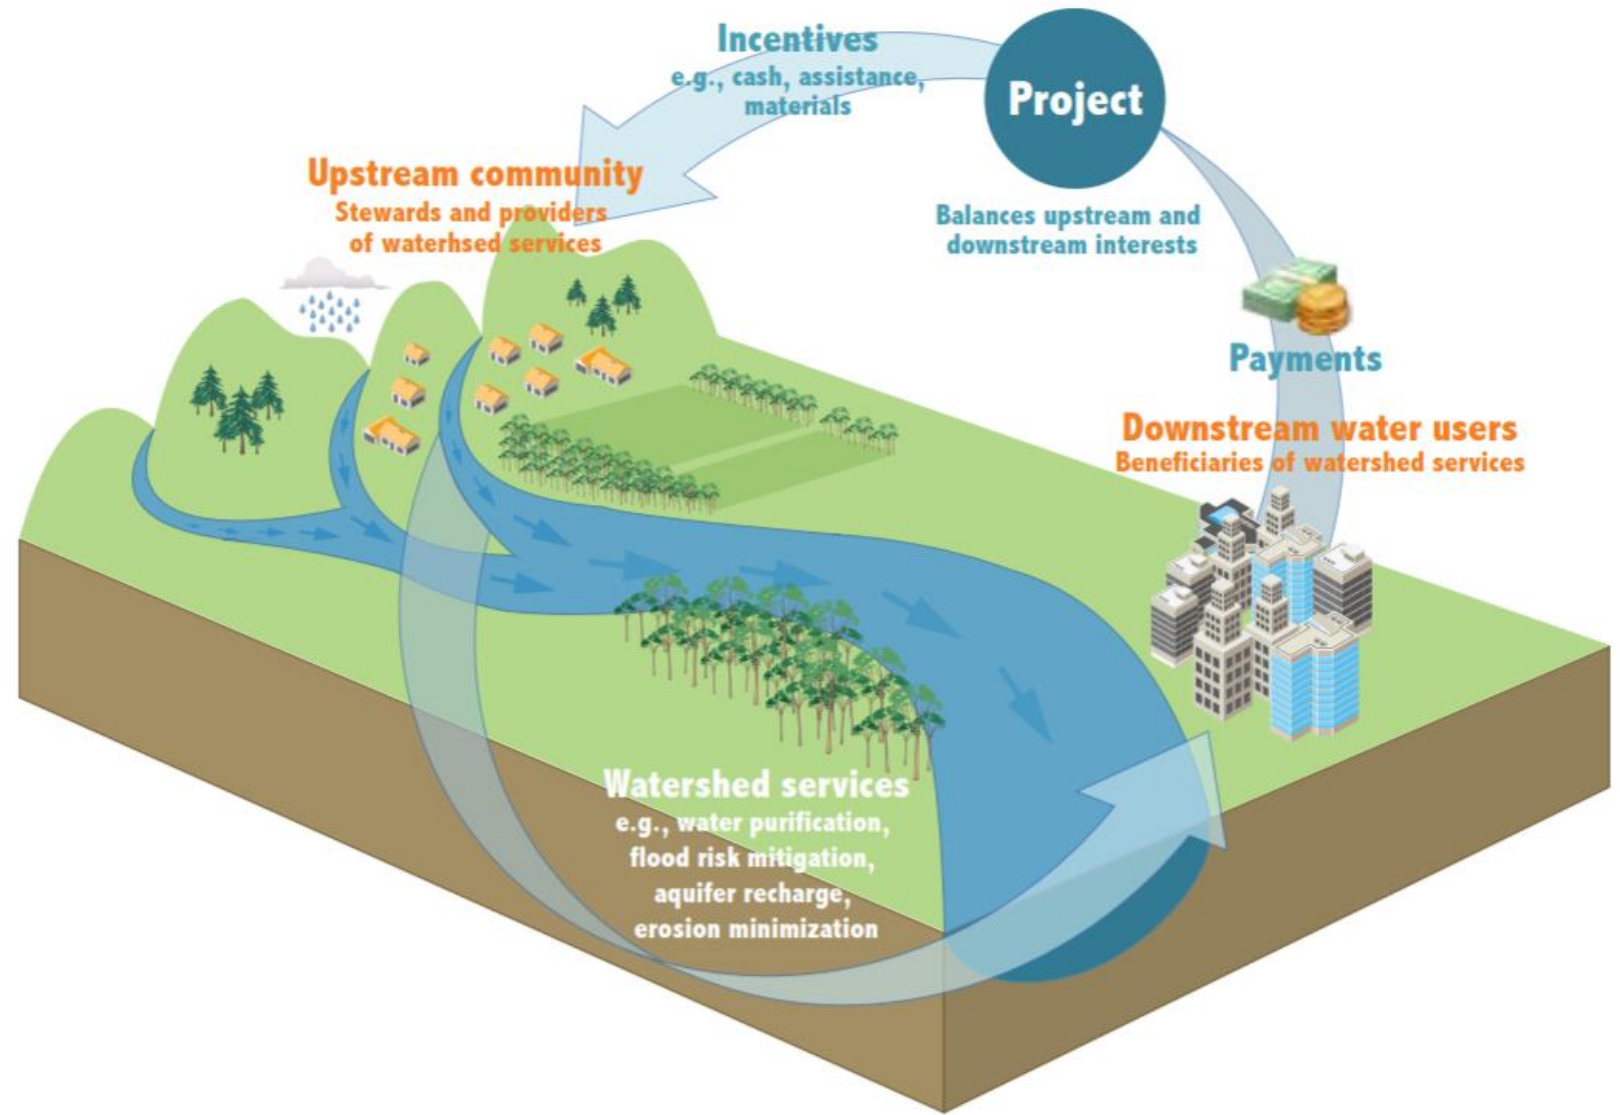 Incentives
e.g., cash, assistance,
materials
Project
Upstream community
Stewards and providers
of waterhsed services
Balances upstream and
downstream interests
Payments
Downstream water users
Beneficiaries of watershed services
Watershed services
e.g., water purification,
flood risk mitigation,
aquifer recharge,
erosion minimization